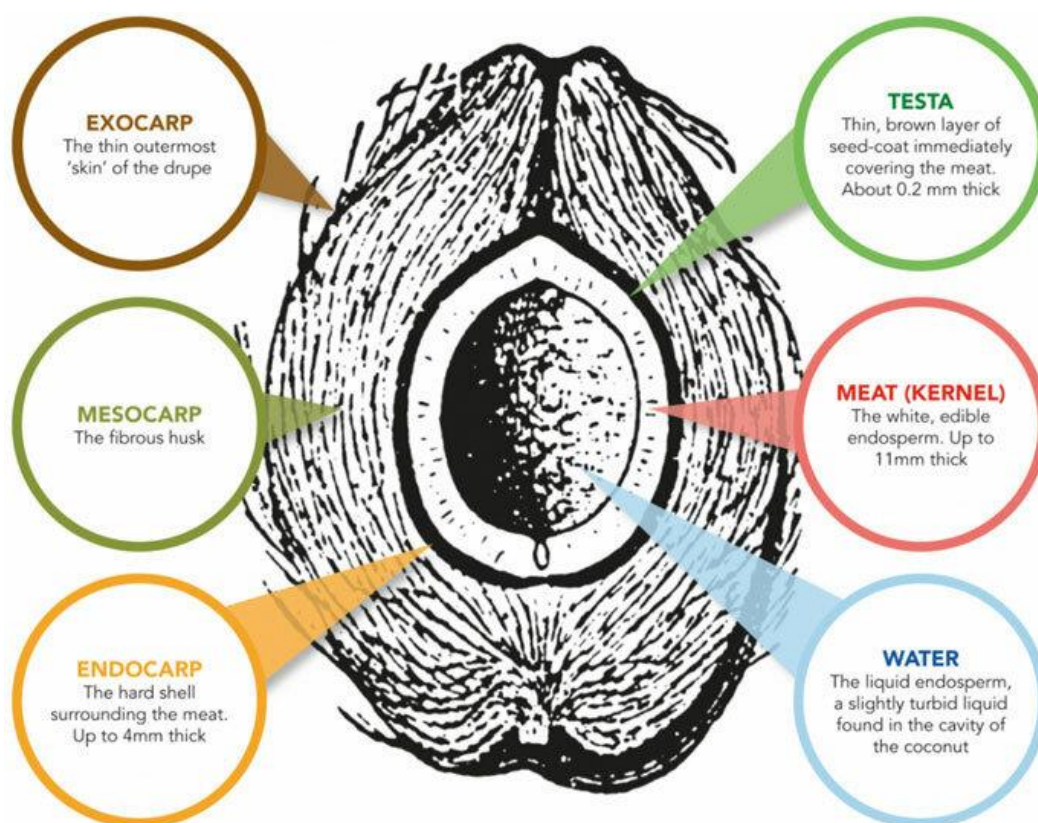 EXOCARP
The thin outermost
‘skin’ of the drupe
TESTA
Thin, brown layer of
seed-coat immediately
covering the meat.
About 0.2 mm thick
MESOCARP
The fibrous husk
MEAT (KERNEL)
The white, edible
endosperm. Up to
11mm thick
ENDOCARP
The hard shell
surrounding the meat.
Up to 4mm thick
WATER
The liquid endosperm,
a slightly turbid liquid
found in the cavity of
the coconut